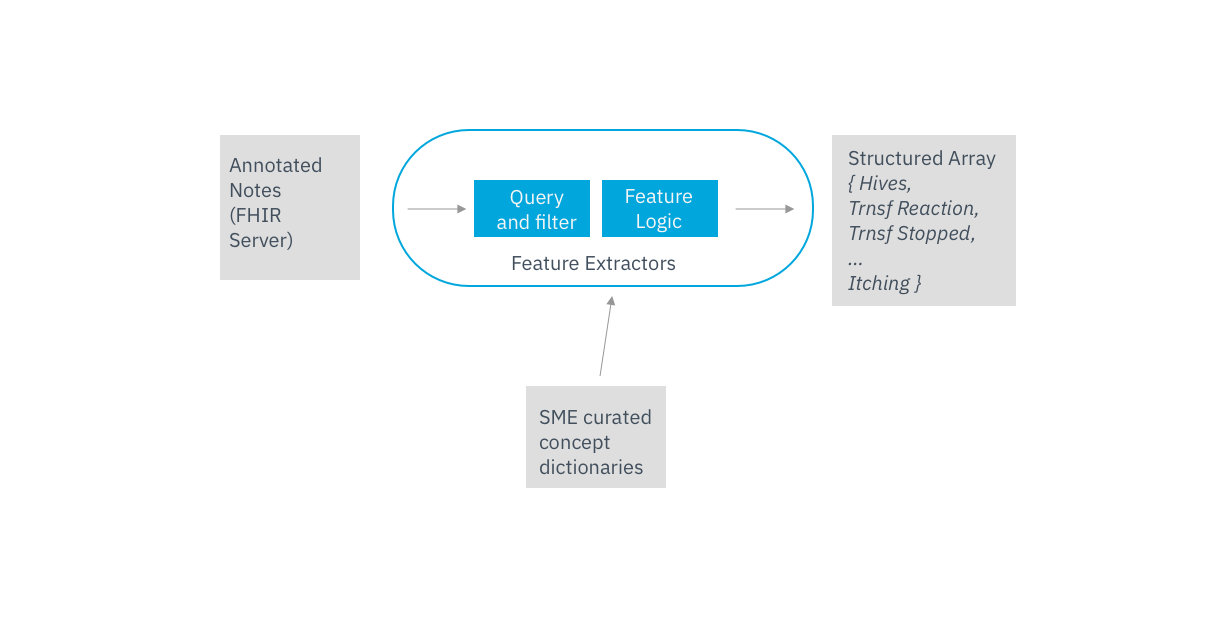 Annotated
Notes
(FHIR
Server)
Query
and filter
Feature
Logic
Feature Extractors
Structured Array
{ Hives,
Trnsf Reaction,
Trnsf Stopped,
...
Itching }
SME curated
concept
dictionaries